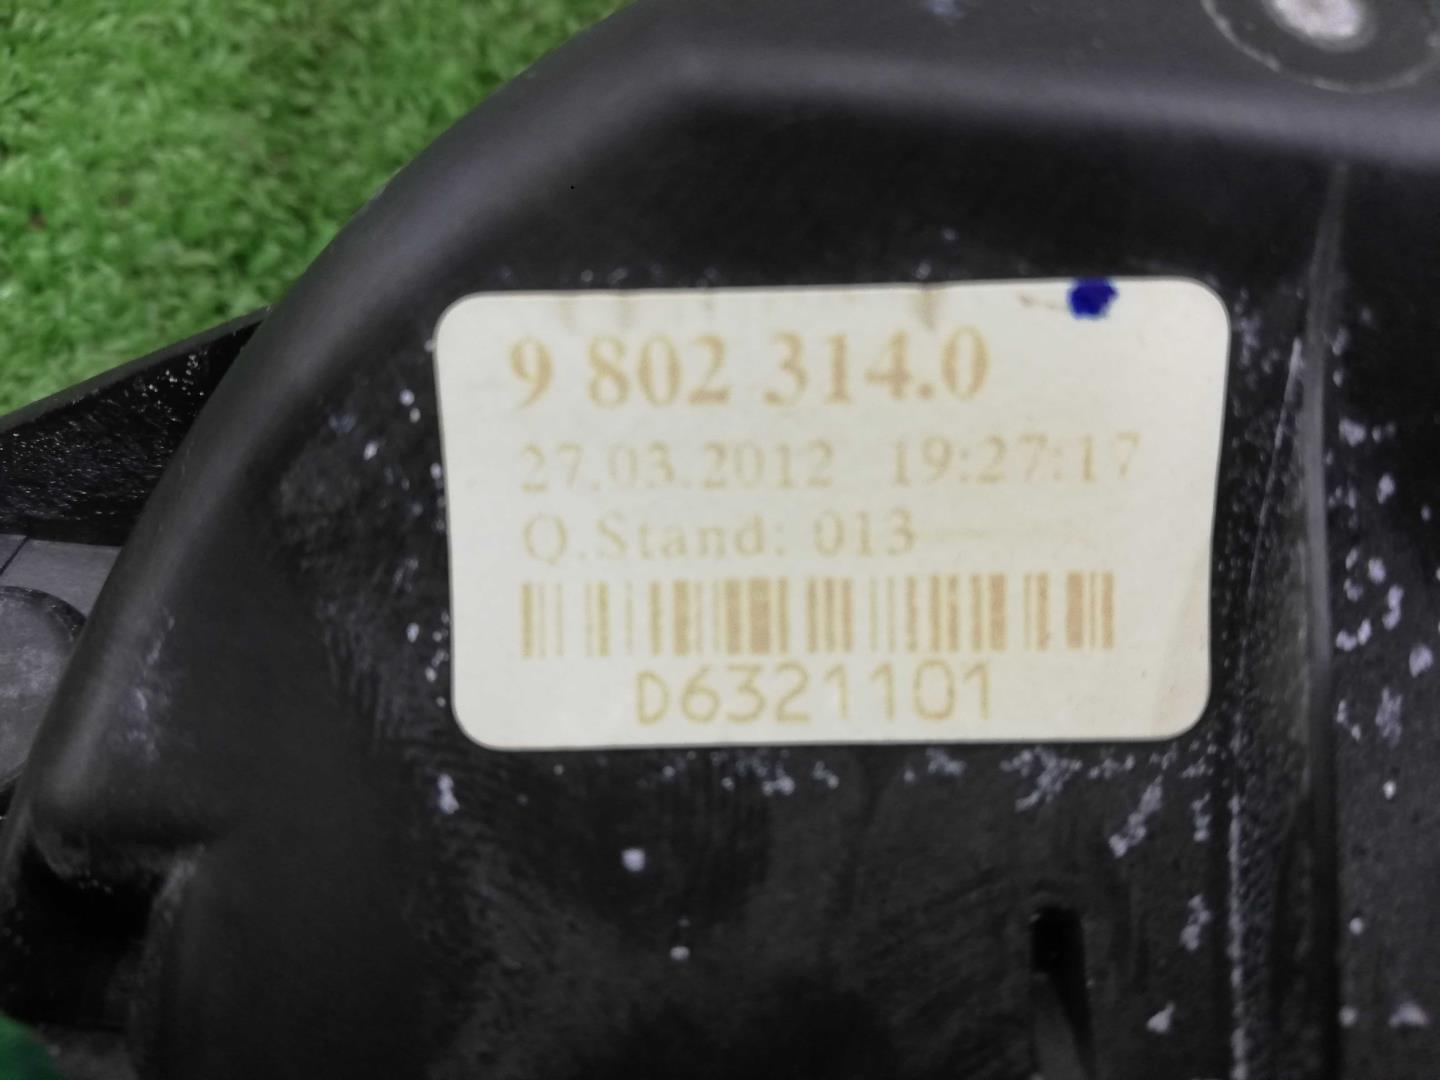 9 802 314.0
27.03.2012 19:27:17
Q.Stand: 013
D6321101